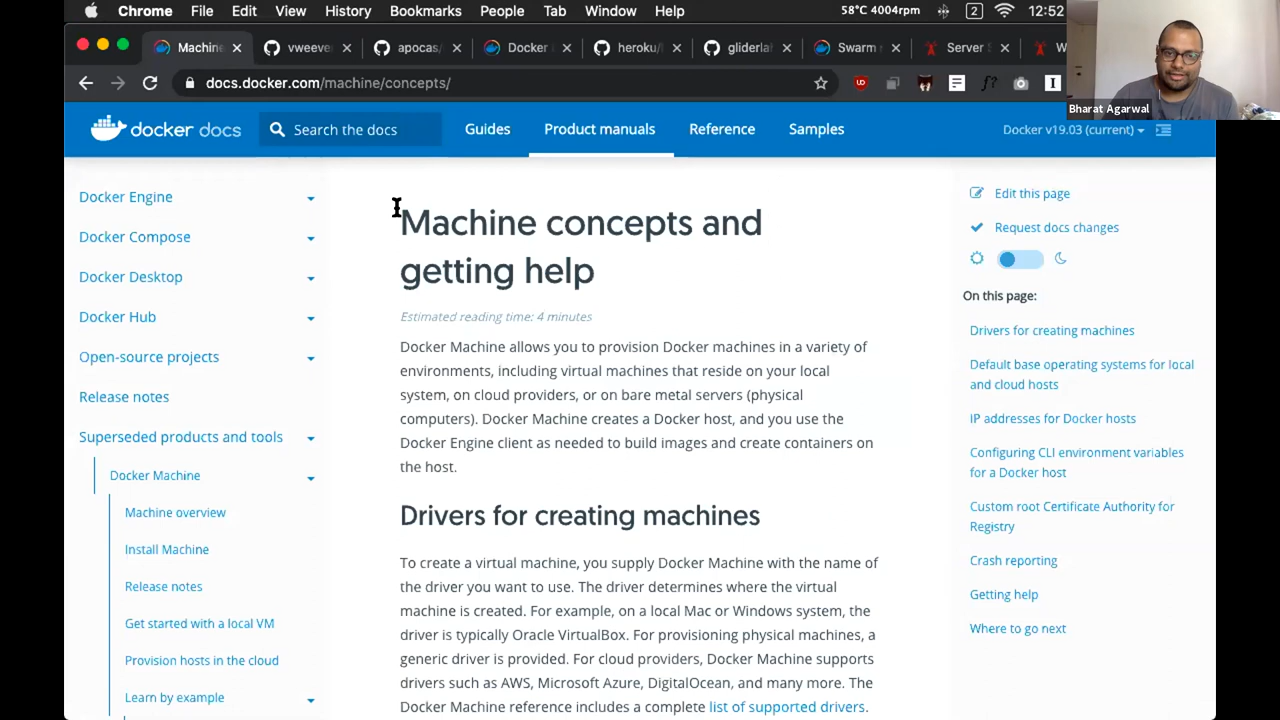 Chrome File Edit View History Bookmarks People Tab Window Help 58°C 4004rpm 2 12:52
Machine vweeve apocas/ Docker heroku/ gliderla Swarm Server S W
docs.docker.com/machine/concepts/
Bharat Agarwal
docker docs Search the docs Guides Product manuals Reference Samples Docker v19.03 (current)
Docker Engine
Docker Compose
Docker Desktop
Docker Hub
Open-source projects
Release notes
Superseded products and tools
Docker Machine
Machine overview
Install Machine
Release notes
Get started with a local VM
Provision hosts in the cloud
Learn by example
Machine concepts and
getting help
Estimated reading time: 4 minutes
Docker Machine allows you to provision Docker machines in a variety of
environments, including virtual machines that reside on your local
system, on cloud providers, or on bare metal servers (physical
computers). Docker Machine creates a Docker host, and you use the
Docker Engine client as needed to build images and create containers on
the host.
Drivers for creating machines
To create a virtual machine, you supply Docker Machine with the name of
the driver you want to use. The driver determines where the virtual
machine is created. For example, on a local Mac or Windows system, the
driver is typically Oracle VirtualBox. For provisioning physical machines, a
generic driver is provided. For cloud providers, Docker Machine supports
drivers such as AWS, Microsoft Azure, DigitalOcean, and many more. The
Docker Machine reference includes a complete list of supported drivers.
Edit this page
Request docs changes
On this page:
Drivers for creating machines
Default base operating systems for local
and cloud hosts
IP addresses for Docker hosts
Configuring CLI environment variables
for a Docker host
Custom root Certificate Authority for
Registry
Crash reporting
Getting help
Where to go next